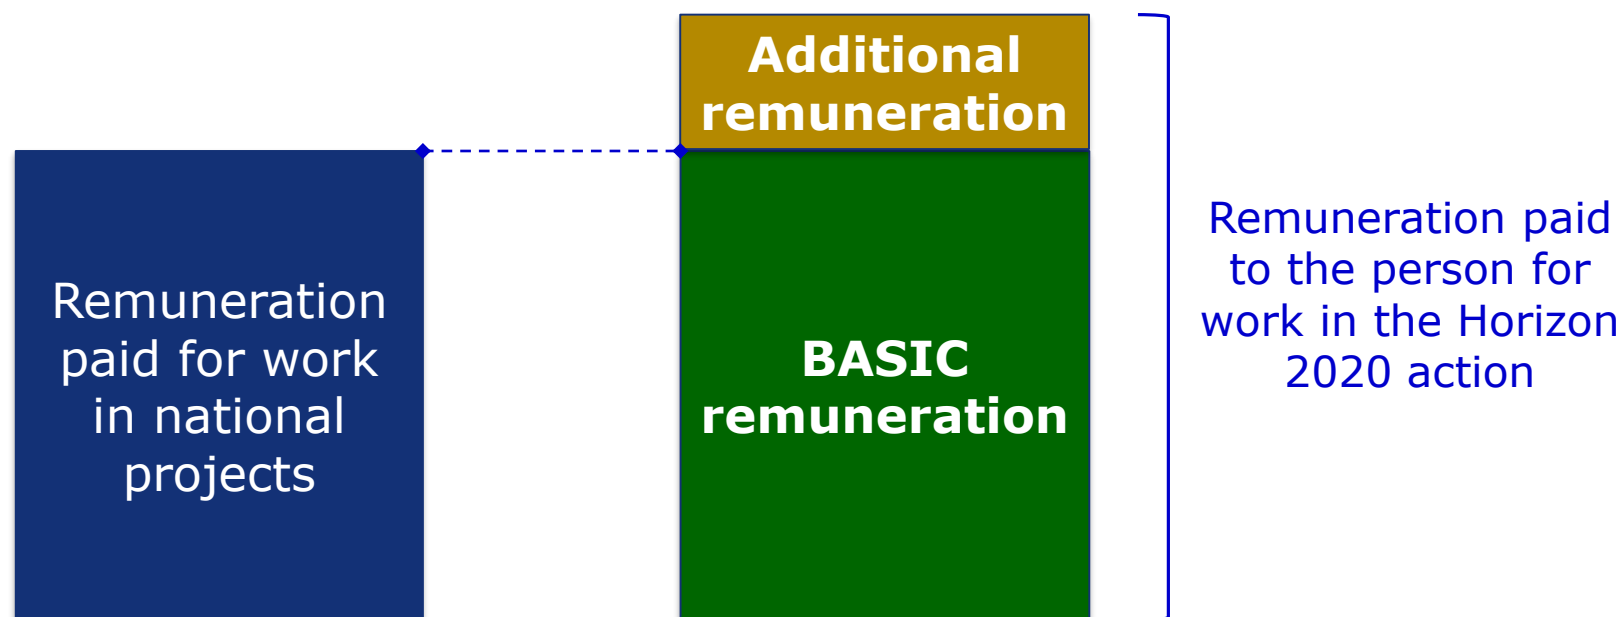 Additional
remuneration
Remuneration
paid for work
in national
projects
BASIC
remuneration
Remuneration paid
to the person for
work in the Horizon
2020 action